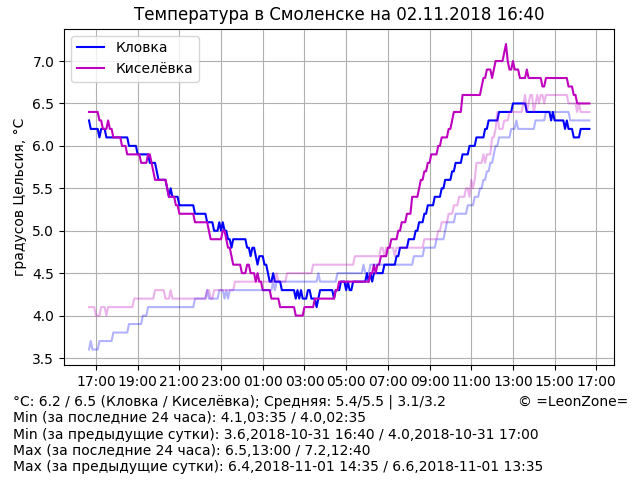 Температура в Смоленске на 02.11.2018 16:40
Кловка
Киселёвка
градусов Цельсия, °C
7.0
6.5
6.0
5.5
5.0
4.5
4.0
3.5
17:00 19:00 21:00 23:00 01:00 03:00 05:00 07:00 09:00 11:00 13:00 15:00 17:00
°C: 6.2 / 6.5 (Кловка / Киселёвка); Средняя: 5.4/5.5 | 3.1/3.2 © =LeonZone=
Min (за последние 24 часа): 4.1,03:35 / 4.0,02:35
Min (за предыдущие сутки): 3.6,2018-10-31 16:40 / 4.0,2018-10-31 17:00
Max (за последние 24 часа): 6.5,13:00 / 7.2,12:40
Max (за предыдущие сутки): 6.4,2018-11-01 14:35 / 6.6,2018-11-01 13:35